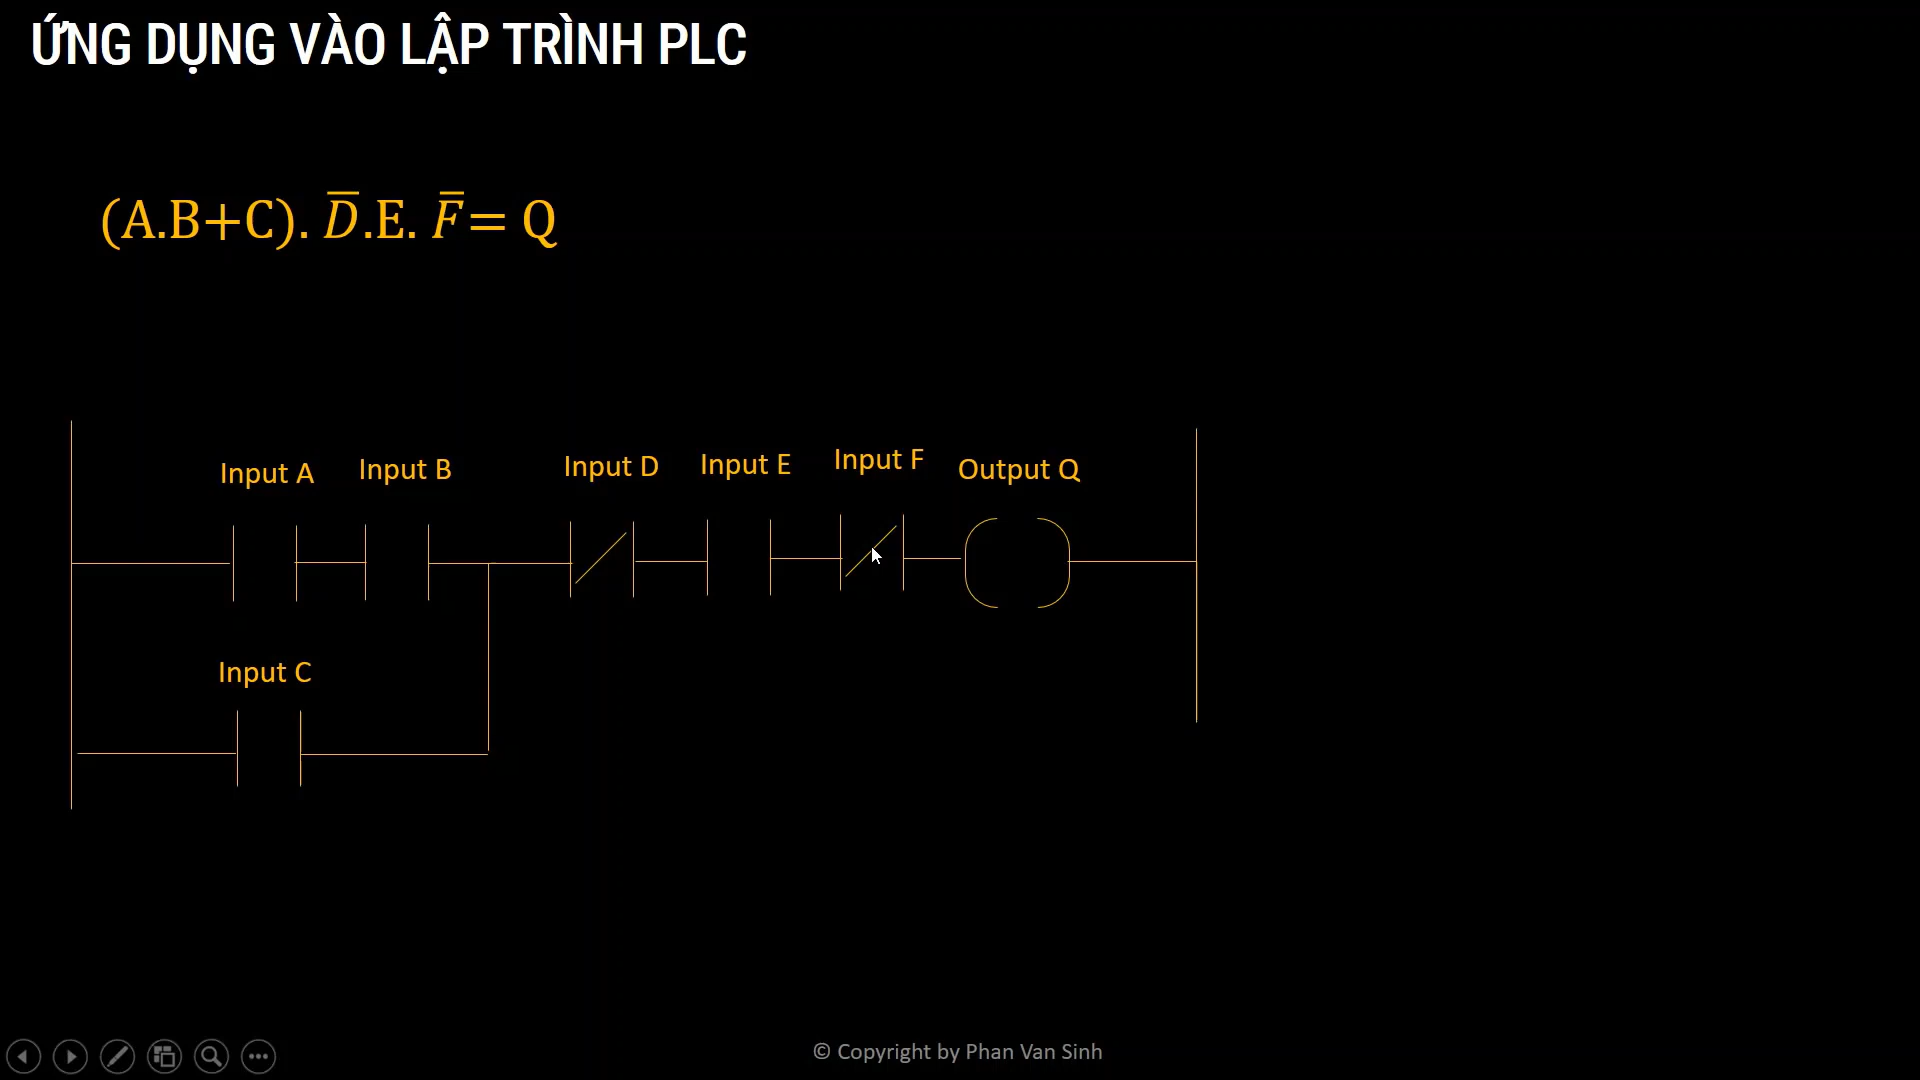 ỨNG DỤNG VÀO LẬP TRÌNH PLC
(A.B+C). D̅.E. F̅= Q
Input A Input B Input D Input E Input F Output Q
Input C
© Copyright by Phan Van Sinh